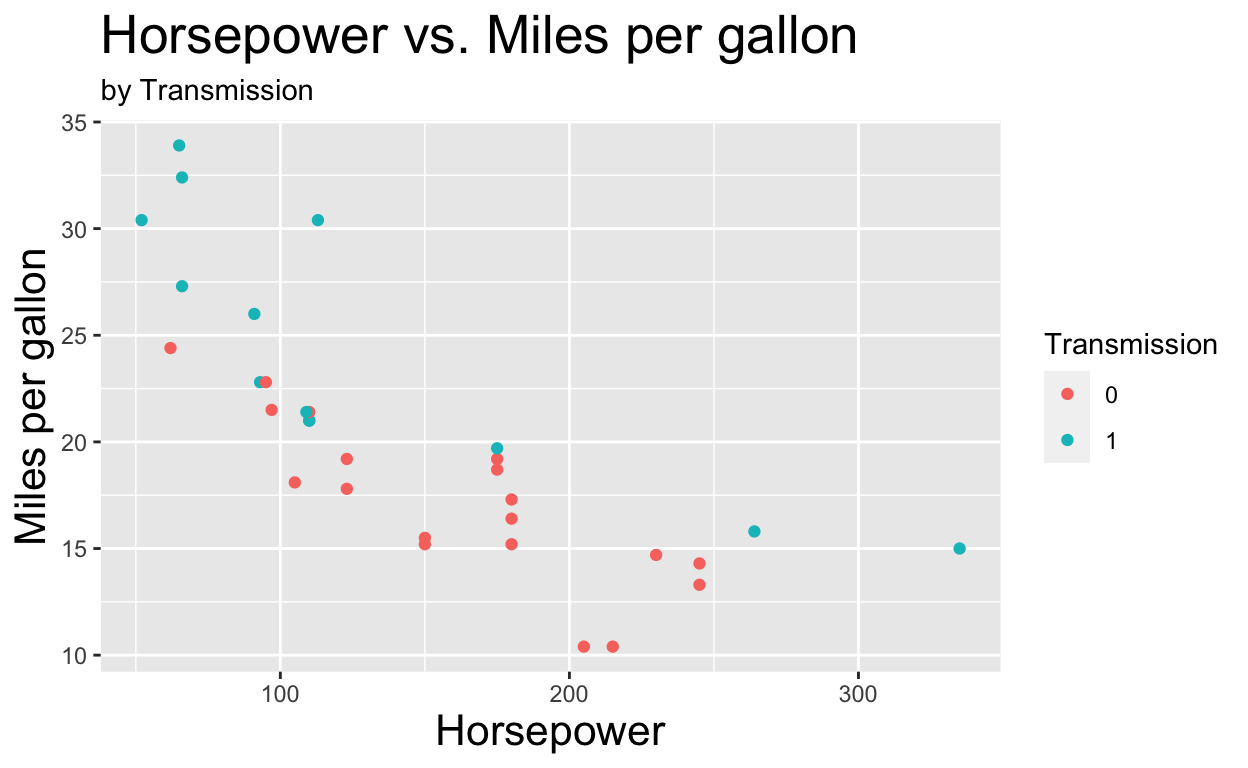 Horsepower vs. Miles per gallon
by Transmission
35
30
25
20
15
10
Miles per gallon
100 200 300
Horsepower
Transmission
0
1